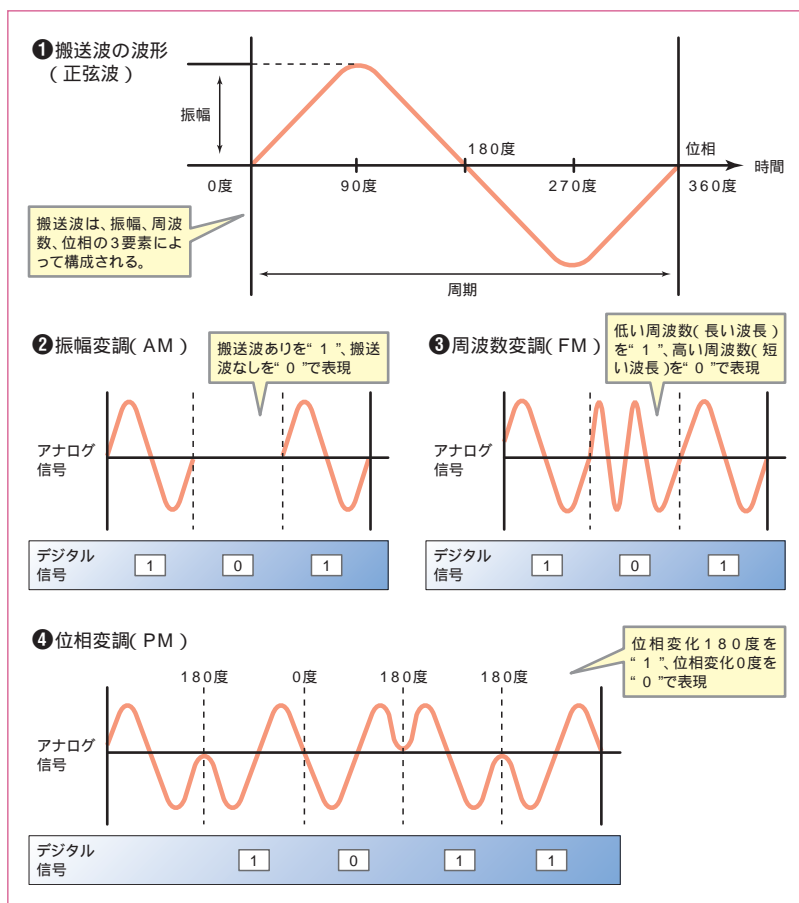 ❶搬送波の波形
(正弦波)
振幅
180度
位相
時間
0度
90度
270度
360度
搬送波は、振幅、周波
数、位相の3要素によ
って構成される。
周期
❷振幅変調(AM)
搬送波ありを“1”、搬送
波なしを“0”で表現
アナログ
信号
デジタル
信号
1
0
1
❸周波数変調(FM)
低い周波数(長い波長)
を“1”、高い周波数(短
い波長)を“0”で表現
アナログ
信号
デジタル
信号
1
0
1
❹位相変調(PM)
位相変化180度を
“1”、位相変化0度を
“0”で表現
180度
0度
180度
180度
アナログ
信号
デジタル
信号
1
0
1
1